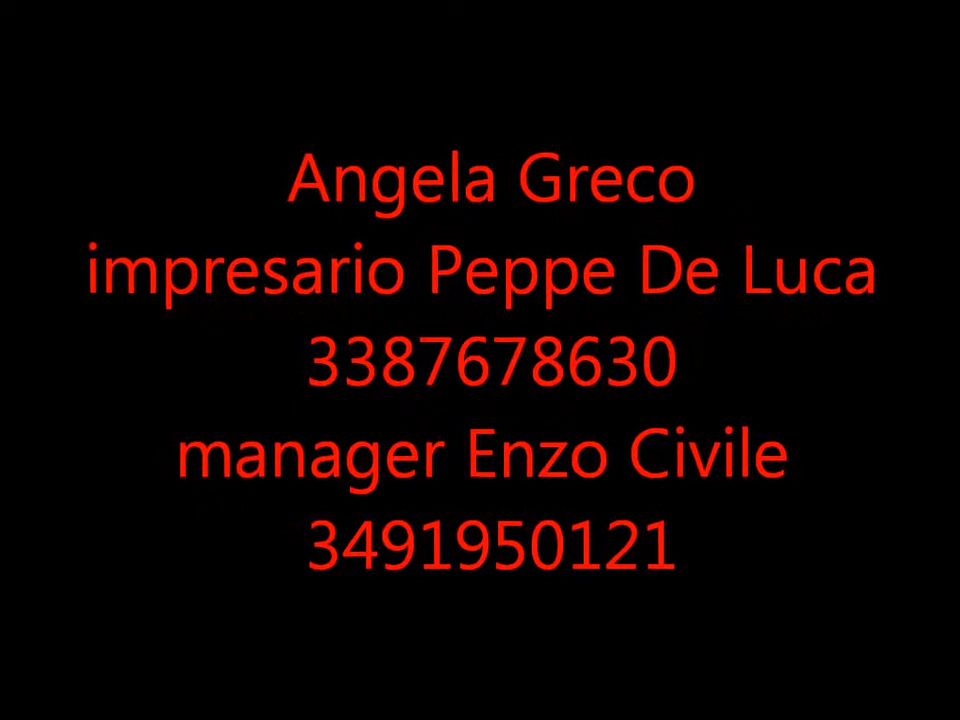 Angela Greco
impresario Peppe De Luca
3387678630
manager Enzo Civile
3491950121